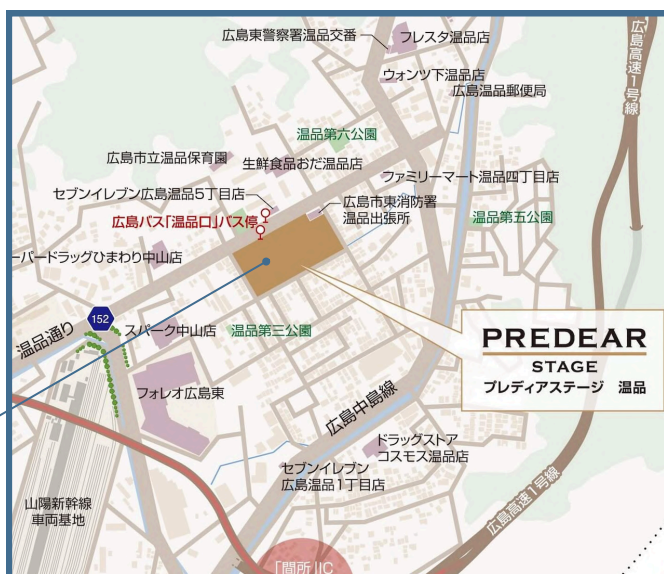 広島東警察署温品交番
フレスタ温品店
広島高速1号線
ウォンツ下温品店
広島温品郵便局
温品第六公園
広島市立温品保育園
生鮮食品おだ温品店
ファミリーマート温品四丁目店
セブンイレブン広島温品5丁目店
広島市東消防署
温品出張所
広島バス「温品口」バス停
温品第五公園
ーパードラッグひまわり中山店
温品通り
152
スパーク中山店
温品第三公園
PREDEAR
STAGE
プレディアステージ 温品
フォレオ広島東
広島中島線
ドラッグストア
コスモス温品店
セブンイレブン
広島温品1丁目店
山陽新幹線
車両基地
広島高速1号線
「間所」IC